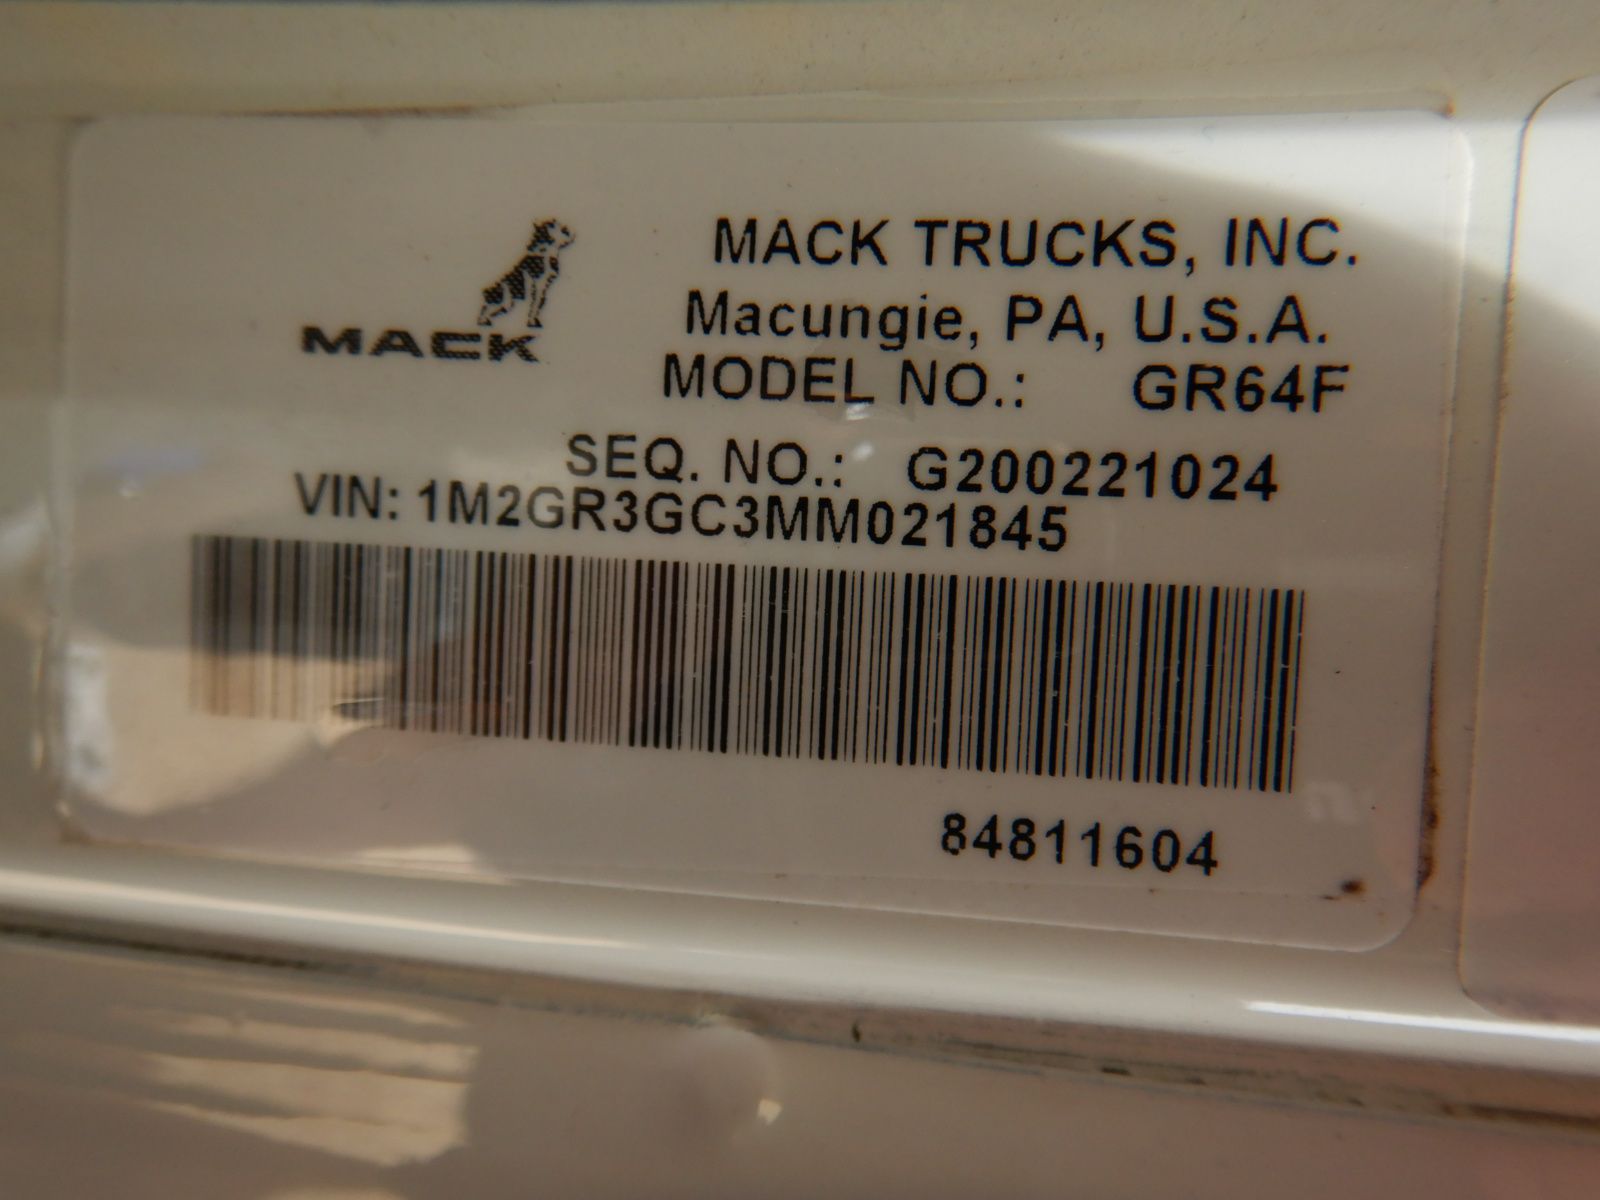 MACK
MACK TRUCKS, INC.
Macungie, PA, U.S.A.
MODEL NO.: GR64F
SEQ. NO.: G200221024
VIN: 1M2GR3GC3MM021845
84811604